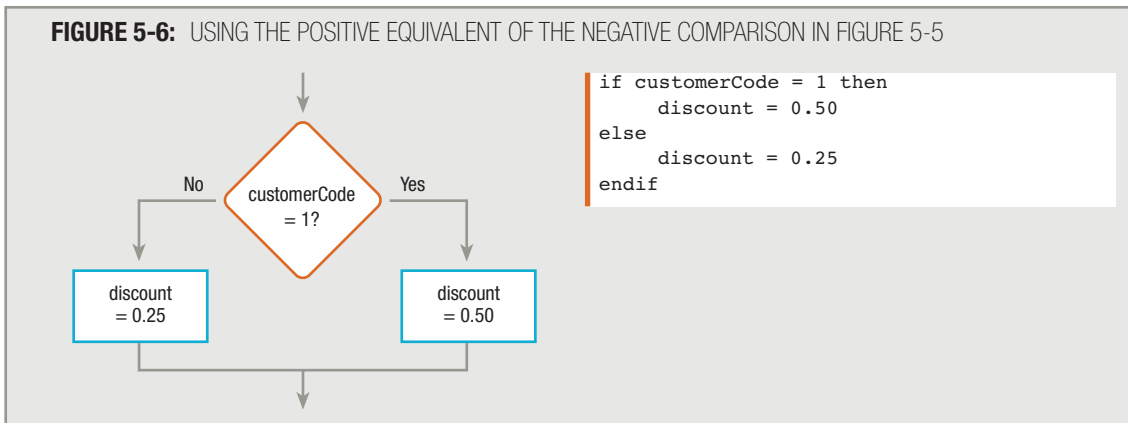 FIGURE 5-6: USING THE POSITIVE EQUIVALENT OF THE NEGATIVE COMPARISON IN FIGURE 5-5
No
customerCode
= 1?
Yes
discount
= 0.25
discount
= 0.50
if customerCode = 1 then
     discount = 0.50
else
     discount = 0.25
endif